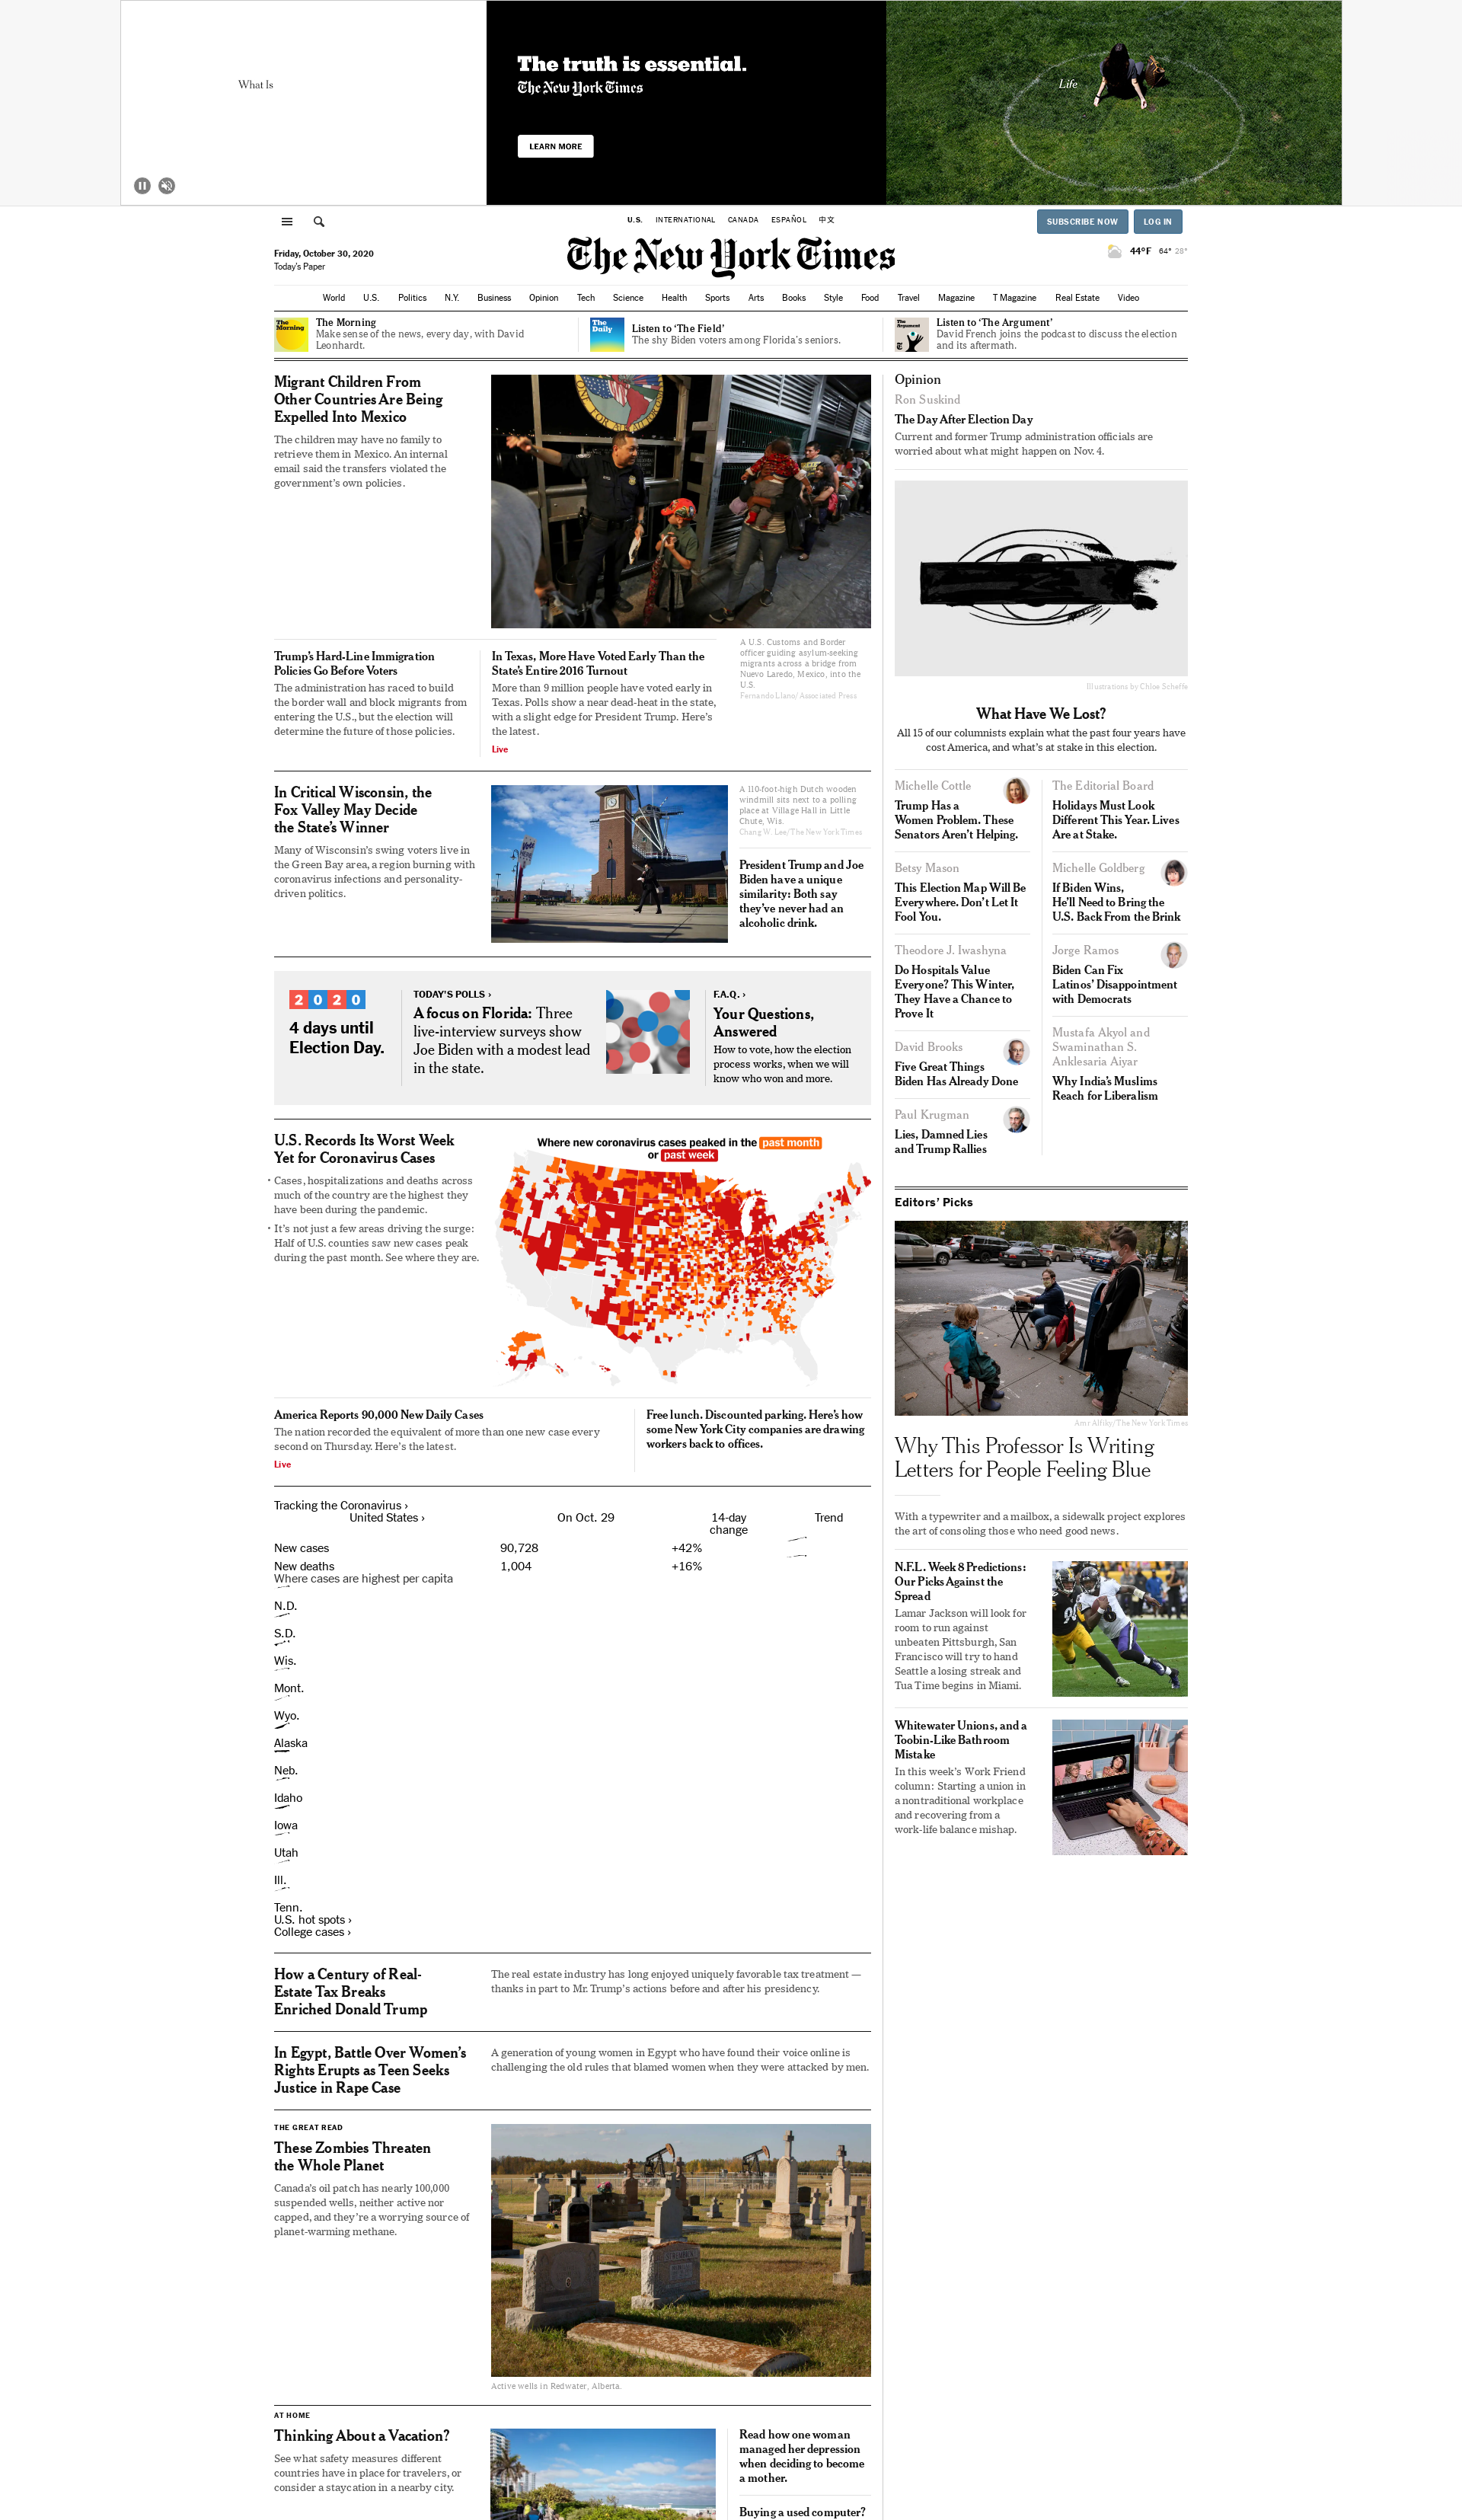 What Is
The truth is essential.
The New York Times
LEARN MORE
Life
U.S. INTERNATIONAL CANADA ESPAÑOL 中文
SUBSCRIBE NOW LOG IN
Friday, October 30, 2020
Today's Paper
The New York Times
44°F 64° 28°
World U.S. Politics N.Y. Business Opinion Tech Science Health Sports Arts Books Style Food Travel Magazine T Magazine Real Estate Video
The Morning
The Morning
Make sense of the news, every day, with David
Leonhardt.
The Daily
Listen to ‘The Field’
The shy Biden voters among Florida’s seniors.
The Argument
Listen to ‘The Argument’
David French joins the podcast to discuss the election
and its aftermath.
Migrant Children From
Other Countries Are Being
Expelled Into Mexico
The children may have no family to
retrieve them in Mexico. An internal
email said the transfers violated the
government’s own policies.
A U.S. Customs and Border
officer guiding asylum-seeking
migrants across a bridge from
Nuevo Laredo, Mexico, into the
U.S.
Fernando Llano/Associated Press
Trump’s Hard-Line Immigration
Policies Go Before Voters
The administration has raced to build
the border wall and block migrants from
entering the U.S., but the election will
determine the future of those policies.
In Texas, More Have Voted Early Than the
State’s Entire 2016 Turnout
More than 9 million people have voted early in
Texas. Polls show a near dead-heat in the state,
with a slight edge for President Trump. Here’s
the latest.
Live
In Critical Wisconsin, the
Fox Valley May Decide
the State’s Winner
Many of Wisconsin’s swing voters live in
the Green Bay area, a region burning with
coronavirus infections and personality-
driven politics.
A 110-foot-high Dutch wooden
windmill sits next to a polling
place at Village Hall in Little
Chute, Wis.
Chang W. Lee/The New York Times
President Trump and Joe
Biden have a unique
similarity: Both say
they’ve never had an
alcoholic drink.
2020
4 days until
Election Day.
TODAY’S POLLS ›
A focus on Florida: Three
live-interview surveys show
Joe Biden with a modest lead
in the state.
F.A.Q. ›
Your Questions,
Answered
How to vote, how the election
process works, when we will
know who won and more.
U.S. Records Its Worst Week
Yet for Coronavirus Cases
• Cases, hospitalizations and deaths across
much of the country are the highest they
have been during the pandemic.
• It’s not just a few areas driving the surge:
Half of U.S. counties saw new cases peak
during the past month. See where they are.
Where new coronavirus cases peaked in the past month
or past week
America Reports 90,000 New Daily Cases
The nation recorded the equivalent of more than one new case every
second on Thursday. Here’s the latest.
Live
Free lunch. Discounted parking. Here’s how
some New York City companies are drawing
workers back to offices.
Tracking the Coronavirus ›
United States › On Oct. 29 14-day
change Trend
New cases 90,728 +42%
New deaths 1,004 +16%
Where cases are highest per capita
N.D.
S.D.
Wis.
Mont.
Wyo.
Alaska
Neb.
Idaho
Iowa
Utah
Ill.
Tenn.
U.S. hot spots ›
College cases ›
How a Century of Real-
Estate Tax Breaks
Enriched Donald Trump
The real estate industry has long enjoyed uniquely favorable tax treatment —
thanks in part to Mr. Trump’s actions before and after his presidency.
In Egypt, Battle Over Women’s
Rights Erupts as Teen Seeks
Justice in Rape Case
A generation of young women in Egypt who have found their voice online is
challenging the old rules that blamed women when they were attacked by men.
THE GREAT READ
These Zombies Threaten
the Whole Planet
Canada’s oil patch has nearly 100,000
suspended wells, neither active nor
capped, and they’re a worrying source of
planet-warming methane.
Active wells in Redwater, Alberta.
AT HOME
Thinking About a Vacation?
See what safety measures different
countries have in place for travelers, or
consider a staycation in a nearby city.
Read how one woman
managed her depression
when deciding to become
a mother.
Buying a used computer?
Opinion
Ron Suskind
The Day After Election Day
Current and former Trump administration officials are
worried about what might happen on Nov. 4.
Illustrations by Chloe Scheffe
What Have We Lost?
All 15 of our columnists explain what the past four years have
cost America, and what’s at stake in this election.
Michelle Cottle
Trump Has a
Women Problem. These
Senators Aren’t Helping.
Betsy Mason
This Election Map Will Be
Everywhere. Don’t Let It
Fool You.
Theodore J. Iwashyna
Do Hospitals Value
Everyone? This Winter,
They Have a Chance to
Prove It
David Brooks
Five Great Things
Biden Has Already Done
Paul Krugman
Lies, Damned Lies
and Trump Rallies
The Editorial Board
Holidays Must Look
Different This Year. Lives
Are at Stake.
Michelle Goldberg
If Biden Wins,
He’ll Need to Bring the
U.S. Back From the Brink
Jorge Ramos
Biden Can Fix
Latinos’ Disappointment
with Democrats
Mustafa Akyol and
Swaminathan S.
Anklesaria Aiyar
Why India’s Muslims
Reach for Liberalism
Editors’ Picks
Amr Alfiky/The New York Times
Why This Professor Is Writing
Letters for People Feeling Blue
With a typewriter and a mailbox, a sidewalk project explores
the art of consoling those who need good news.
N.F.L. Week 8 Predictions:
Our Picks Against the
Spread
Lamar Jackson will look for
room to run against
unbeaten Pittsburgh, San
Francisco will try to hand
Seattle a losing streak and
Tua Time begins in Miami.
Whitewater Unions, and a
Toobin-Like Bathroom
Mistake
In this week’s Work Friend
column: Starting a union in
a nontraditional workplace
and recovering from a
work-life balance mishap.